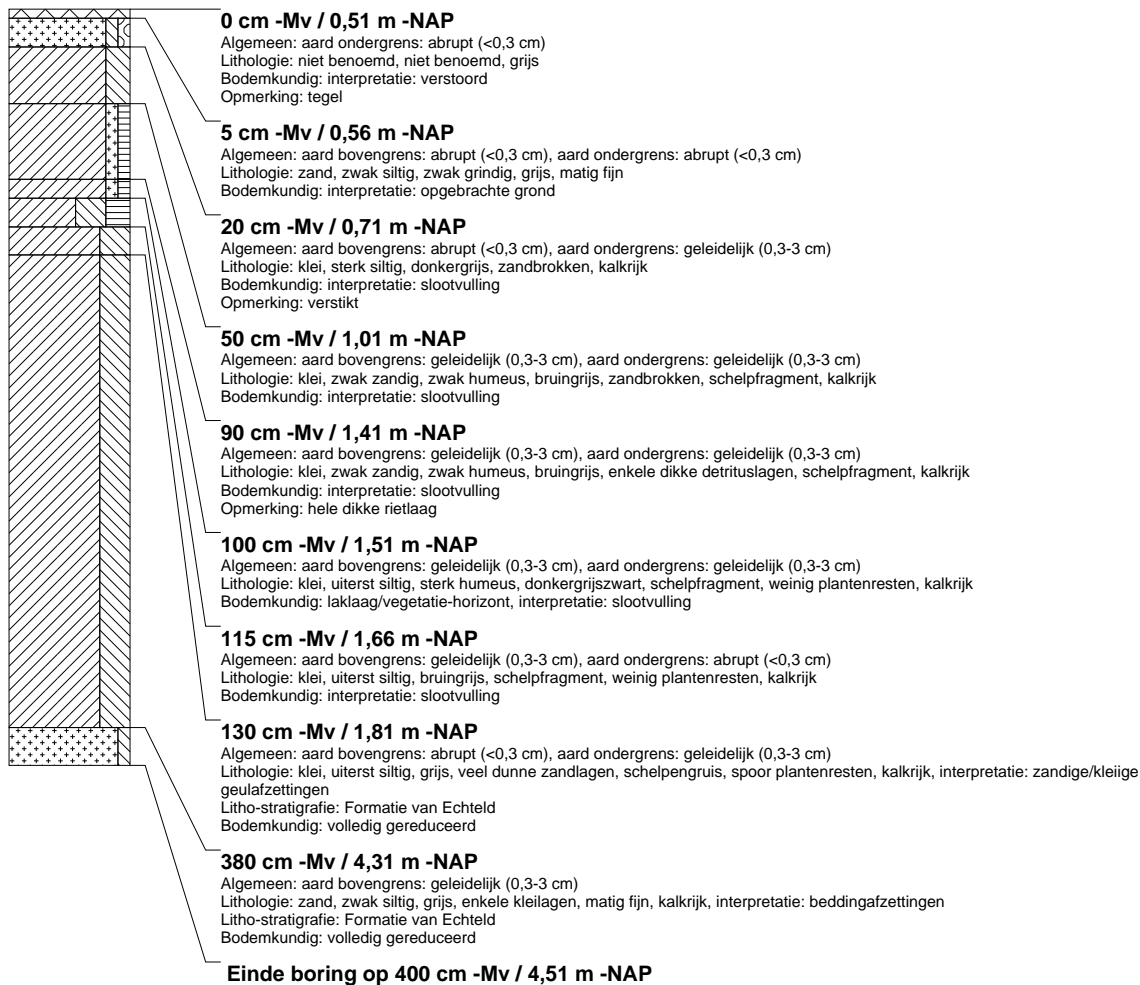 0 cm -Mv / 0,51 m -NAP
Algemeen: aard ondergrens: abrupt (<0,3 cm)
Lithologie: niet benoemd, niet benoemd, grijs
Bodemkundig: interpretatie: verstoord
Opmerking: tegel
5 cm -Mv / 0,56 m -NAP
Algemeen: aard bovengrens: abrupt (<0,3 cm), aard ondergrens: abrupt (<0,3 cm)
Lithologie: zand, zwak siltig, zwak grindig, grijs, matig fijn
Bodemkundig: interpretatie: opgebrachte grond
20 cm -Mv / 0,71 m -NAP
Algemeen: aard bovengrens: abrupt (<0,3 cm), aard ondergrens: geleidelijk (0,3-3 cm)
Lithologie: klei, sterk siltig, donkergrijs, zandbrokken, kalkrijk
Bodemkundig: interpretatie: slootvulling
Opmerking: verstikt
50 cm -Mv / 1,01 m -NAP
Algemeen: aard bovengrens: geleidelijk (0,3-3 cm), aard ondergrens: geleidelijk (0,3-3 cm)
Lithologie: klei, zwak zandig, zwak humeus, bruingrijs, zandbrokken, schelpfragment, kalkrijk
Bodemkundig: interpretatie: slootvulling
90 cm -Mv / 1,41 m -NAP
Algemeen: aard bovengrens: geleidelijk (0,3-3 cm), aard ondergrens: geleidelijk (0,3-3 cm)
Lithologie: klei, zwak zandig, zwak humeus, bruingrijs, enkele dikke detrituslagen, schelpfragment, kalkrijk
Bodemkundig: interpretatie: slootvulling
Opmerking: hele dikke rietlaag
100 cm -Mv / 1,51 m -NAP
Algemeen: aard bovengrens: geleidelijk (0,3-3 cm), aard ondergrens: geleidelijk (0,3-3 cm)
Lithologie: klei, uiterst siltig, sterk humeus, donkergrijszwart, schelpfragment, weinig plantenresten, kalkrijk
Bodemkundig: laklaag/vegetatie-horizont, interpretatie: slootvulling
115 cm -Mv / 1,66 m -NAP
Algemeen: aard bovengrens: geleidelijk (0,3-3 cm), aard ondergrens: abrupt (<0,3 cm)
Lithologie: klei, uiterst siltig, bruingrijs, schelpfragment, weinig plantenresten, kalkrijk
Bodemkundig: interpretatie: slootvulling
130 cm -Mv / 1,81 m -NAP
Algemeen: aard bovengrens: abrupt (<0,3 cm), aard ondergrens: geleidelijk (0,3-3 cm)
Lithologie: klei, uiterst siltig, grijs, veel dunne zandlagen, schelpengruis, spoor plantenresten, kalkrijk, interpretatie: zandige/kleiige
geulafzettingen
Litho-stratigrafie: Formatie van Echteld
Bodemkundig: volledig gereduceerd
380 cm -Mv / 4,31 m -NAP
Algemeen: aard bovengrens: geleidelijk (0,3-3 cm)
Lithologie: zand, zwak siltig, grijs, enkele kleilagen, matig fijn, kalkrijk, interpretatie: beddingafzettingen
Litho-stratigrafie: Formatie van Echteld
Bodemkundig: volledig gereduceerd
Einde boring op 400 cm -Mv / 4,51 m -NAP